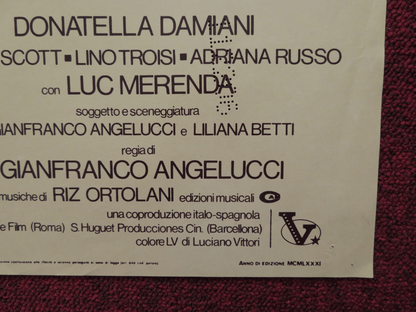 DONATELLA DAMIANI
SCOTT ▪ LINO TROISI ▪ ADRIANA RUSSO
con LUC MERENDA
soggetto e sceneggiatura
GIANFRANCO ANGELUCCI e LILIANA BETTI
regia di
GIANFRANCO ANGELUCCI
musiche di RIZ ORTOLANI edizioni musicali
una coproduzione italo-spagnola
e Film (Roma) S. Huguet Producciones Cin. (Barcellona)
colore LV di Luciano Vittori
V
ANNO DI EDIZIONE MCMLXXXI